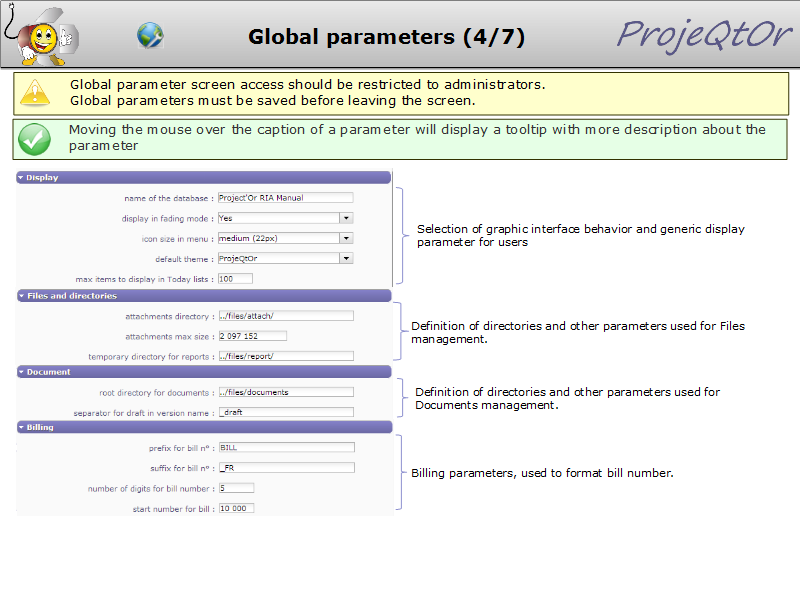 Global parameters (4/7)
ProjeQtOr
Global parameter screen access should be restricted to administrators.
Global parameters must be saved before leaving the screen.
Moving the mouse over the caption of a parameter will display a tooltip with more description about the
parameter
Display
name of the database : Project'Or RIA Manual
display in fading mode : Yes
icon size in menu : medium (22px)
default theme : ProjeQtOr
max items to display in Today lists : 100
Selection of graphic interface behavior and generic display
parameter for users
Files and directories
attachments directory : ../files/attach/
attachments max size : 2 097 152
temporary directory for reports : ../files/report/
Definition of directories and other parameters used for Files
management.
Document
root directory for documents : ../files/documents
separator for draft in version name : _draft
Definition of directories and other parameters used for
Documents management.
Billing
prefix for bill n° : BILL
suffix for bill n° : _FR
number of digits for bill number : 5
start number for bill : 10 000
Billing parameters, used to format bill number.